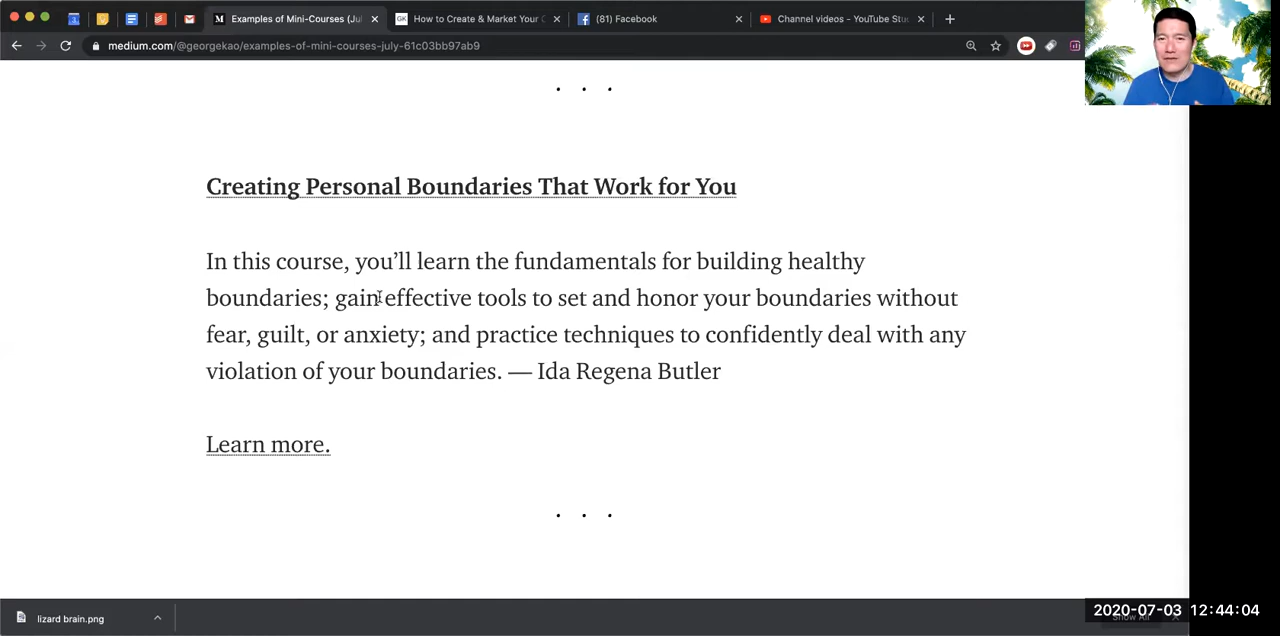 Examples of Mini-Courses (Jul
How to Create & Market Your C
(81) Facebook
Channel videos - YouTube Stu
medium.com/@georgekao/examples-of-mini-courses-july-61c03bb97ab9
. . .
Creating Personal Boundaries That Work for You
In this course, you’ll learn the fundamentals for building healthy
boundaries; gain effective tools to set and honor your boundaries without
fear, guilt, or anxiety; and practice techniques to confidently deal with any
violation of your boundaries. — Ida Regena Butler
Learn more.
. . .
lizard brain.png
Show All
2020-07-03 12:44:04